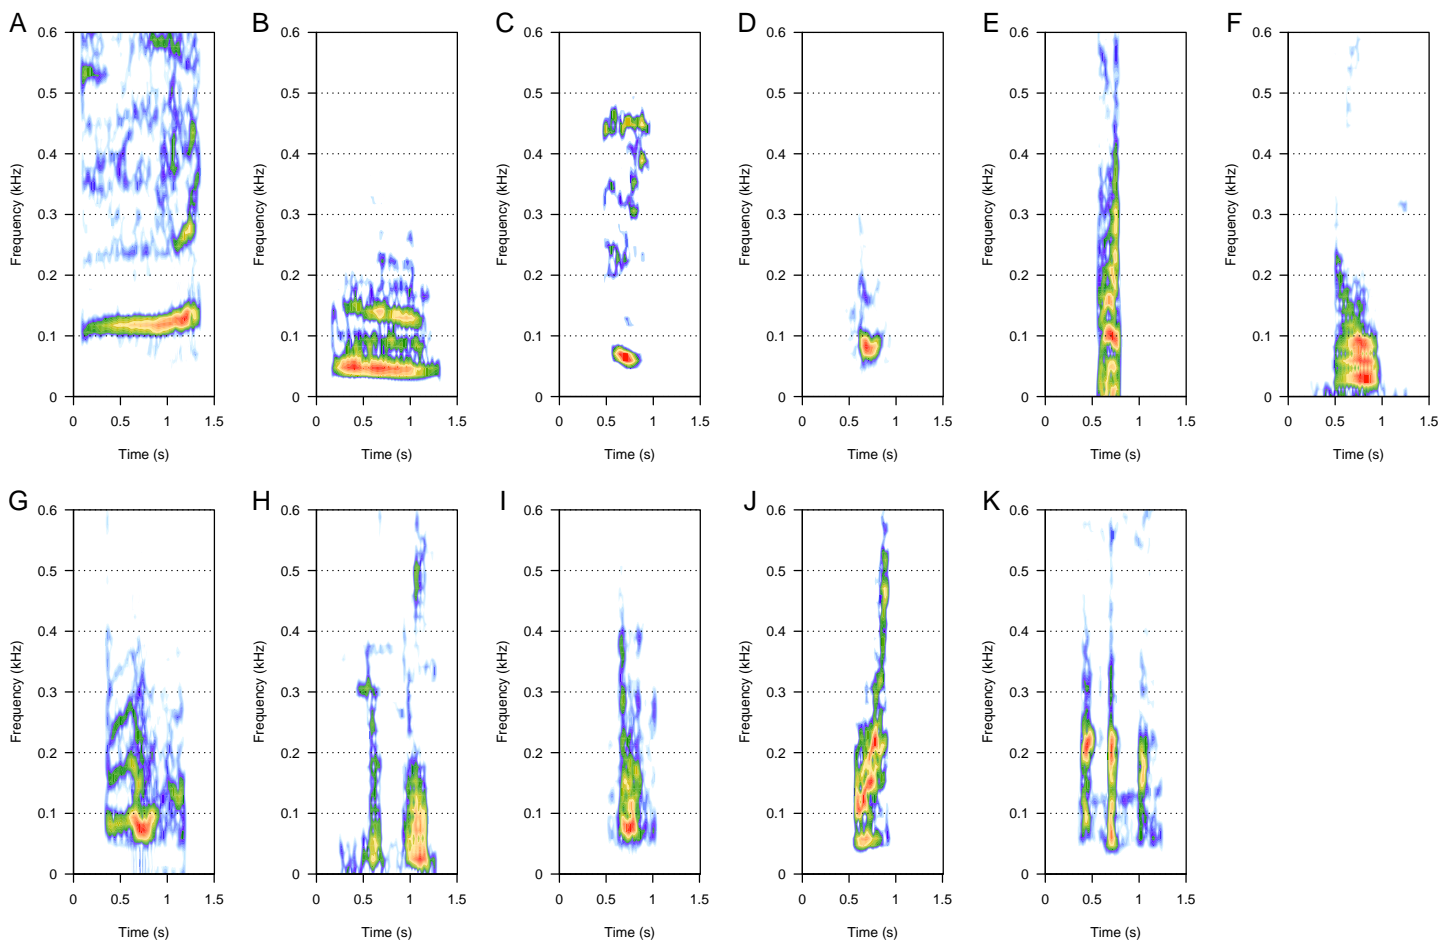 A B C D E F
0.6 0.6 0.6 0.6 0.6 0.6
0.5 0.5 0.5 0.5 0.5 0.5
0.4 0.4 0.4 0.4 0.4 0.4
0.3 0.3 0.3 0.3 0.3 0.3
0.2 0.2 0.2 0.2 0.2 0.2
0.1 0.1 0.1 0.1 0.1 0.1
0 0 0 0 0 0
Frequency (kHz) Frequency (kHz) Frequency (kHz) Frequency (kHz) Frequency (kHz) Frequency (kHz)
0 0.5 1 1.5 0 0.5 1 1.5 0 0.5 1 1.5 0 0.5 1 1.5 0 0.5 1 1.5 0 0.5 1 1.5
Time (s) Time (s) Time (s) Time (s) Time (s) Time (s)
G H I J K
0.6 0.6 0.6 0.6 0.6
0.5 0.5 0.5 0.5 0.5
0.4 0.4 0.4 0.4 0.4
0.3 0.3 0.3 0.3 0.3
0.2 0.2 0.2 0.2 0.2
0.1 0.1 0.1 0.1 0.1
0 0 0 0 0
Frequency (kHz) Frequency (kHz) Frequency (kHz) Frequency (kHz) Frequency (kHz)
0 0.5 1 1.5 0 0.5 1 1.5 0 0.5 1 1.5 0 0.5 1 1.5 0 0.5 1 1.5
Time (s) Time (s) Time (s) Time (s) Time (s)